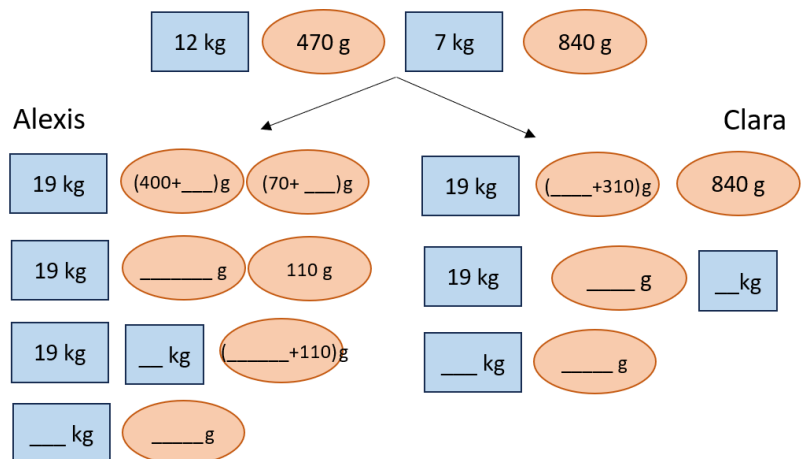 12 kg 470 g 7 kg 840 g
Alexis Clara
19 kg (400+___)g (70+ ___)g 19 kg (____+310)g 840 g
19 kg _______ g 110 g 19 kg ____ g __kg
19 kg __ kg (______+110)g ___ kg _____ g
___ kg _____g